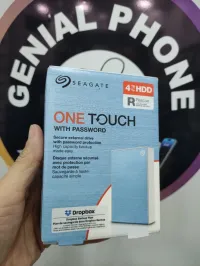 GENIAL PHONE
SEAGATE
4TB HDD
R Rescue
ONE TOUCH
WITH PASSWORD
Secure external drive
with password protection
High capacity backup
made easy
Disque externe sécurisé
avec protection par
mot de passe
Sauvegarde à haute
capacité simple
Dropbox